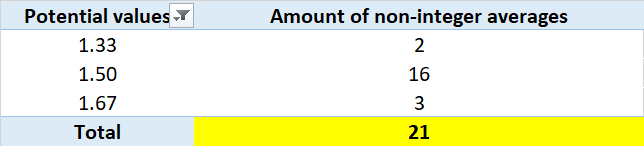 Potential values Amount of non-integer averages
1.33 2
1.50 16
1.67 3
Total 21